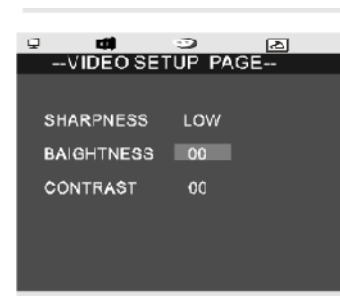 --VIDEO SETUP PAGE--
SHARPNESS LOW
BAIGHTNESS 00
CONTRAST 00